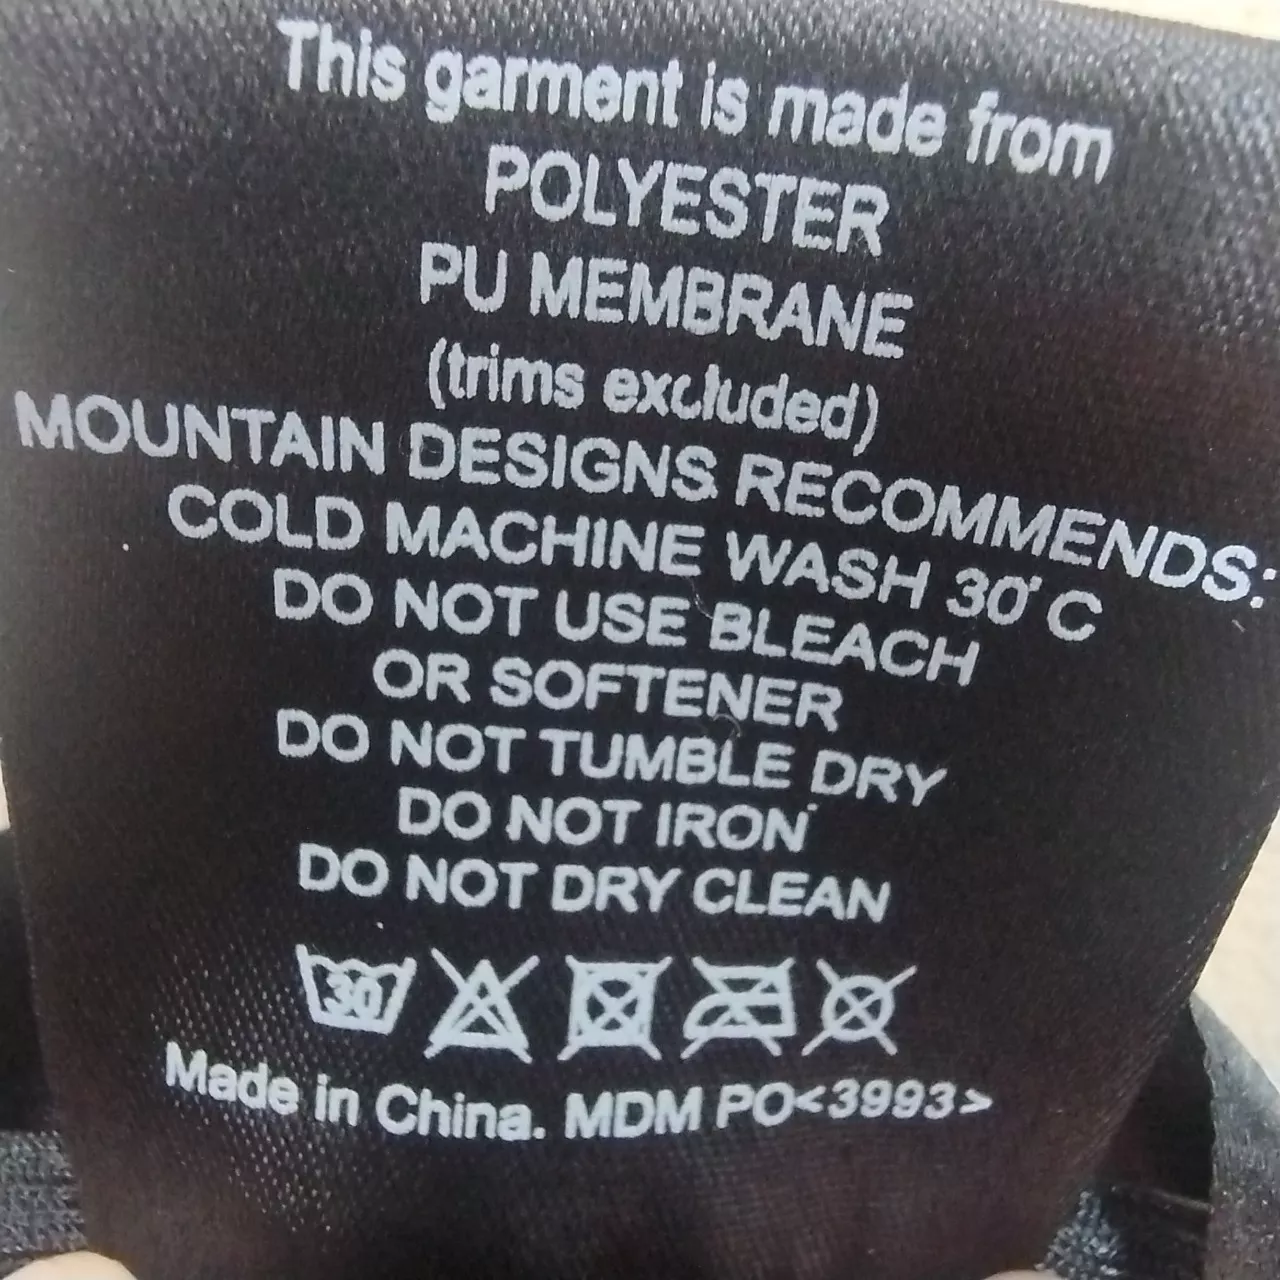 This garment is made from
POLYESTER
PU MEMBRANE
(trims excluded)
MOUNTAIN DESIGNS RECOMMENDS:
COLD MACHINE WASH 30° C
DO NOT USE BLEACH
OR SOFTENER
DO NOT TUMBLE DRY
DO NOT IRON
DO NOT DRY CLEAN
30
Made in China. MDM PO<3993>